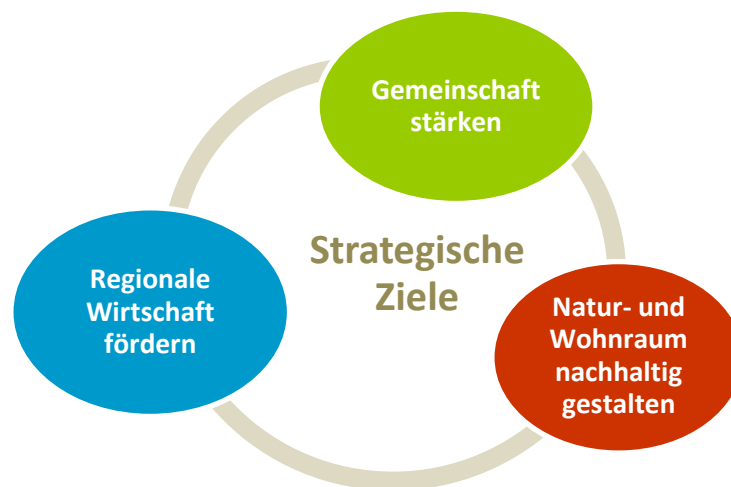 Gemeinschaft
stärken
Strategische
Ziele
Regionale
Wirtschaft
fördern
Natur- und
Wohnraum
nachhaltig
gestalten